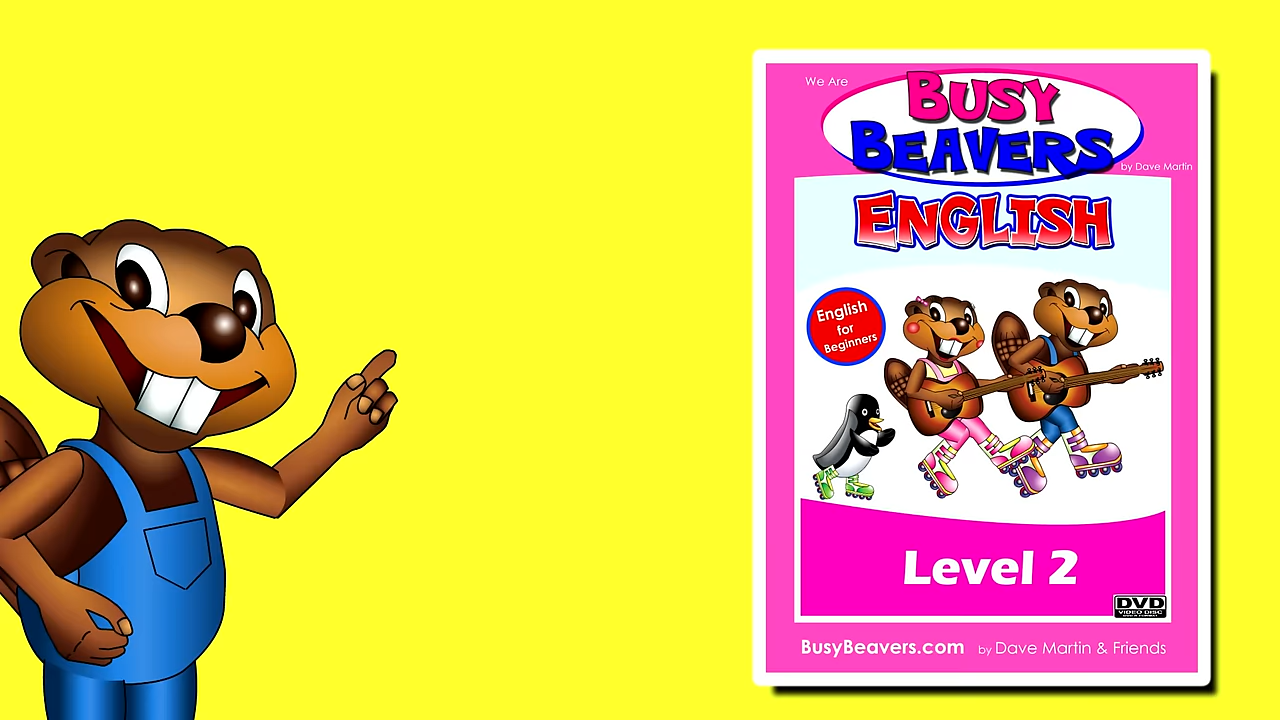 We Are
BUSY
BEAVERS
by Dave Martin
ENGLISH
English
for
Beginners
Level 2
DVD
VIDEO DISC
BusyBeavers.com by Dave Martin & Friends